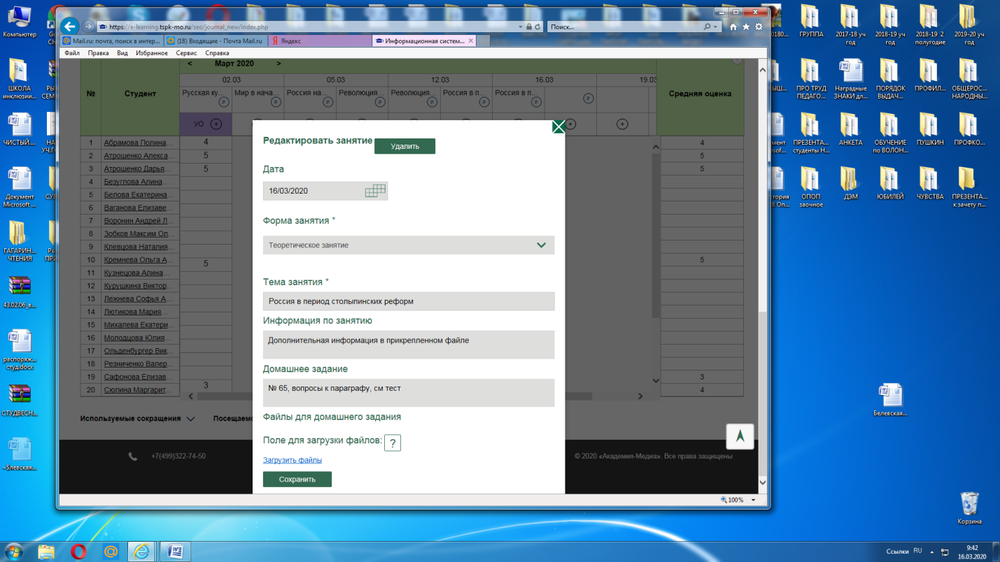 https://e-learning.tspk-mo.ru/seo/journal_new/index.php
Поиск...
Mail.ru: почта, поиск в интер...
(18) Входящие - Почта Mail.ru
Яндекс
Информационная систем...
Файл Правка Вид Избранное Сервис Справка
< Март 2020 >
№ Студент 02.03 05.03 12.03 16.03 19.03 Средняя оценка
Русская ку... Мир в нача... Россия на... Революция... Революция... Россия в п... Россия в п...
УО
1 Абрамова Полина... 4 4
2 Атрошенко Алекса... 5 5
3 Атрошенко Дарья... 5 5
4 Безуглова Алина...
5 Белова Екатерина...
6 Ваганова Елизаве...
7 Воронин Андрей Л...
8 Зобков Максим Ол...
9 Клевцова Наталия...
10 Кремнева Ольга А... 5 5
11 Кузнецова Алина...
12 Курушкина Виктор...
13 Лежнева Софья А...
14 Лютикова Мария...
15 Михалева Екатери...
16 Молодцова Юлия...
17 Ольденбургер Вик...
18 Резниченко Валер...
19 Сафонова Елизав... 3
20 Сюлина Маргарит... 3 4
Используемые сокращения
Посещаемо
+7(499)322-74-50
© 2020 «Академия-Медиа». Все права защищены
Редактировать занятие
Удалить
Дата
16/03/2020
Форма занятия *
Теоретическое занятие
Тема занятия *
Россия в период столыпинских реформ
Информация по занятию
Дополнительная информация в прикрепленном файле
Домашнее задание
№ 65, вопросы к параграфу, см тест
Файлы для домашнего задания
Поле для загрузки файлов: ?
Загрузить файлы
Сохранить
100%
Компьютер
ШКОЛА
инклюзии...
ЧИСТЫЙ....
Документ
Microsoft ...
ГАГАРИН...
ЧТЕНИЯ
43.02.06_в...
распоряж...
студ.docx
СТУДВЕСН...
~$левская...
ГРУППА
2017-18 уч
год
2018-19 уч
год
2018-19 2
полугодие
2019-20 уч
год
ПРО ТРУД
ПЕДАГО...
Наградные
ЗНАКИ дл...
ПОРЯДОК
ВЫДАЧ...
ПРОФИЛ...
ОБЩЕРОС...
НАРОДНЫ...
ПРЕЗЕНТА...
студенты Н...
АНКЕТА
ОБУЧЕНИЕ
по ВОЛОН...
ПУШКИН
ПРОФКО...
ОПОП
заочное
ДЭМ
ЮБИЛЕЙ
ЧУВСТВА
ПРЕЗЕНТА...
к зачету п...
Белевская...
Корзина
Ссылки RU
9:42
16.03.2020